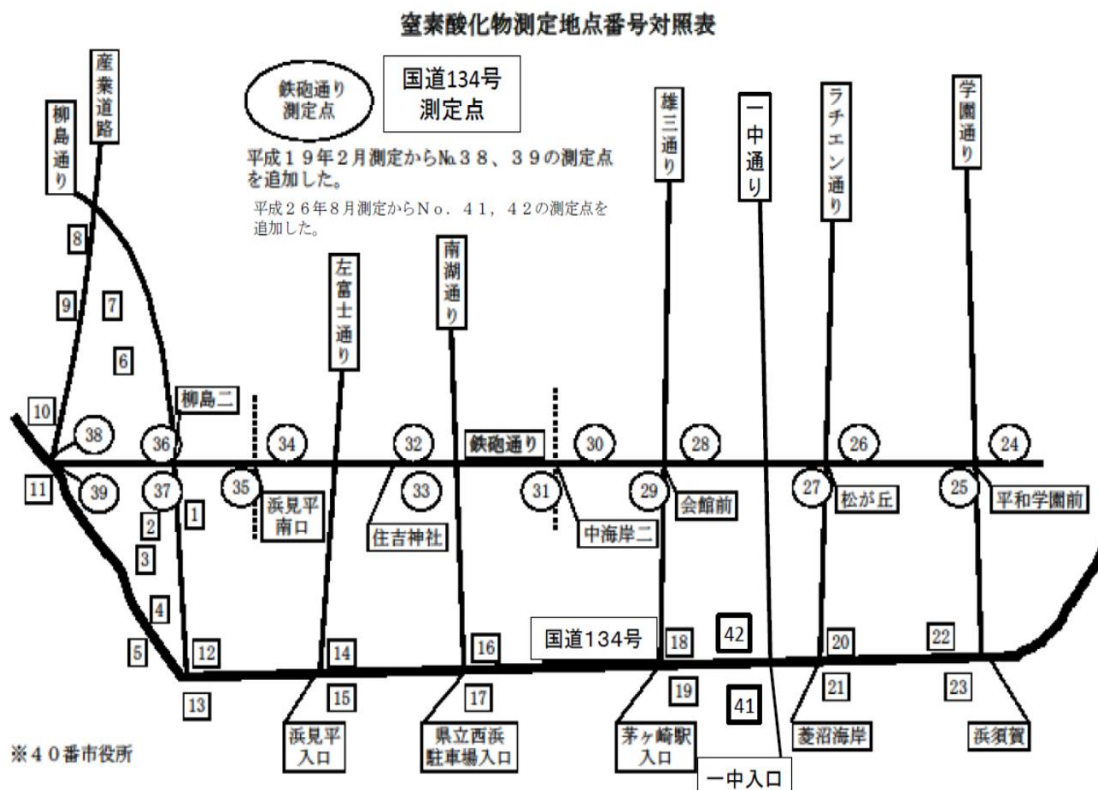 窒素酸化物測定地点番号対照表
産業道路
柳島通り
鉄砲通り
測定点
国道134号
測定点
平成19年2月測定から№38、39の測定点
を追加した。
平成26年8月測定からNo. 41, 42の測定点を
追加した。
雄三通り
一中通り
ラチエン通り
学園通り
左富士通り
南湖通り
8
9
7
6
10
38
36
柳島二
34
32
鉄砲通り
30
28
26
24
11
39
37
35
浜見平
南口
33
31
29
会館前
27
松が丘
25
平和学園前
住吉神社
中海岸二
1
2
3
4
5
国道134号
12
14
16
18
42
20
22
13
15
17
19
41
21
23
浜見平
入口
県立西浜
駐車場入口
茅ヶ崎駅
入口
菱沼海岸
浜須賀
一中入口
※40番市役所